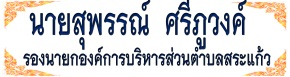 นายสุพรรณ์ ศรีภูวงค์
รองนายกองค์การบริหารส่วนตำบลสระแก้ว